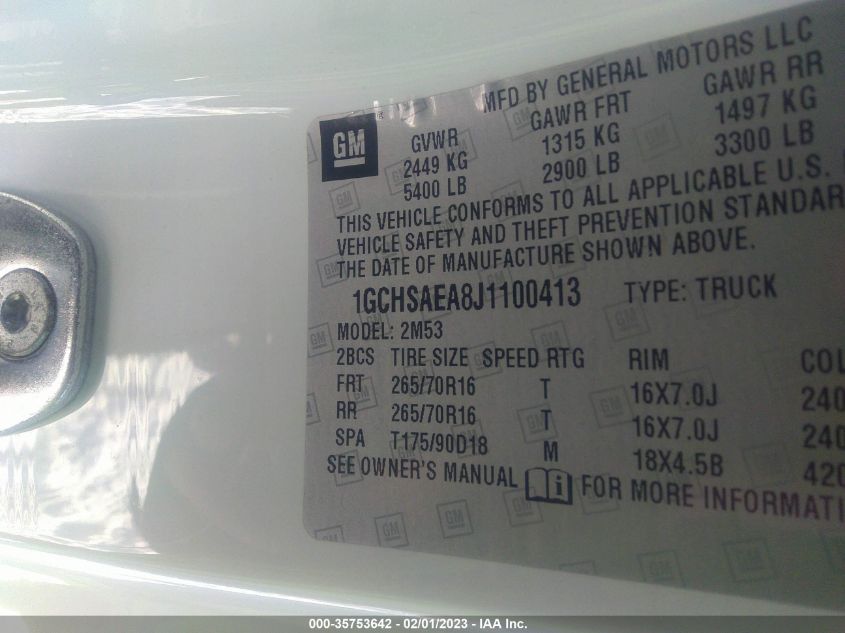 MFD BY GENERAL MOTORS LLC
GM
GVWR GAWR FRT GAWR RR
2449 KG 1315 KG 1497 KG
5400 LB 2900 LB 3300 LB
THIS VEHICLE CONFORMS TO ALL APPLICABLE U.S.
VEHICLE SAFETY AND THEFT PREVENTION STANDAR
THE DATE OF MANUFACTURE SHOWN ABOVE.
1GCHSAEA8J1100413 TYPE: TRUCK
MODEL: 2M53
2BCS TIRE SIZE SPEED RTG RIM COL
FRT 265/70R16 T 16X7.0J 240
RR 265/70R16 T 16X7.0J 240
SPA T175/90D18 M 18X4.5B 420
SEE OWNER'S MANUAL i FOR MORE INFORMATI
000-35753642 - 02/01/2023 - IAA Inc.